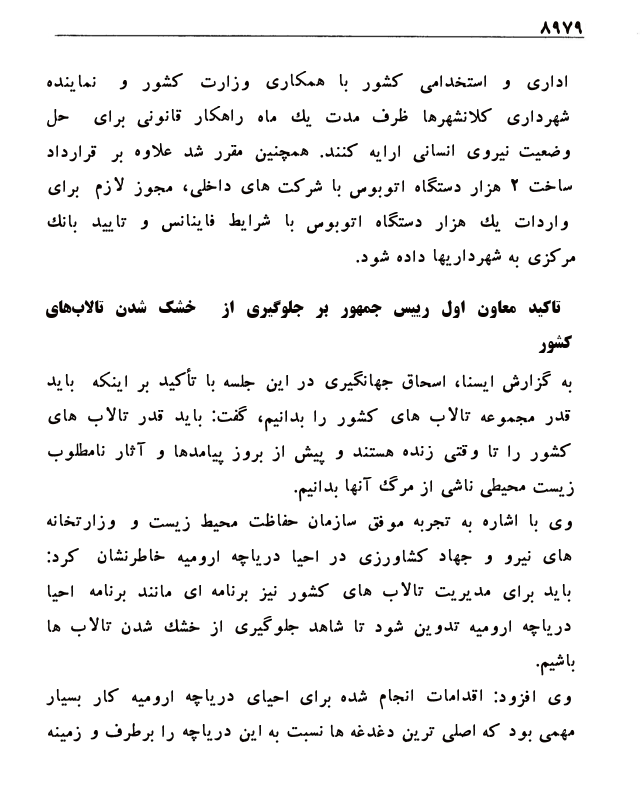 ۸۹۷۹
اداری و استخدامی کشور با همکاری وزارت کشور و نماینده
شهرداری کلانشهرها ظرف مدت یك ماه راهکار قانونی برای حل
وضعیت نیروی انسانی ارایه کنند. همچنین مقرر شد علاوه بر قرارداد
ساخت ۲ هزار دستگاه اتوبوس با شرکت های داخلی، مجوز لازم برای
واردات یك هزار دستگاه اتوبوس با شرایط فاینانس و تایید بانك
مرکزی به شهرداریها داده شود.
تاکید معاون اول رییس جمهور بر جلوگیری از خشک شدن تالاب‌های
کشور
به گزارش ایسنا، اسحاق جهانگیری در این جلسه با تأکید بر اینکه باید
قدر مجموعه تالاب های کشور را بدانیم، گفت: باید قدر تالاب های
کشور را تا وقتی زنده هستند و پیش از بروز پیامدها و آثار نامطلوب
زیست محیطی ناشی از مرگ آنها بدانیم.
وی با اشاره به تجربه موفق سازمان حفاظت محیط زیست و وزارتخانه
های نیرو و جهاد کشاورزی در احیا دریاچه ارومیه خاطرنشان کرد:
باید برای مدیریت تالاب های کشور نیز برنامه ای مانند برنامه احیا
دریاچه ارومیه تدوین شود تا شاهد جلوگیری از خشك شدن تالاب ها
باشیم.
وی افزود: اقدامات انجام شده برای احیای دریاچه ارومیه کار بسیار
مهمی بود که اصلی ترین دغدغه ها نسبت به این دریاچه را برطرف و زمینه